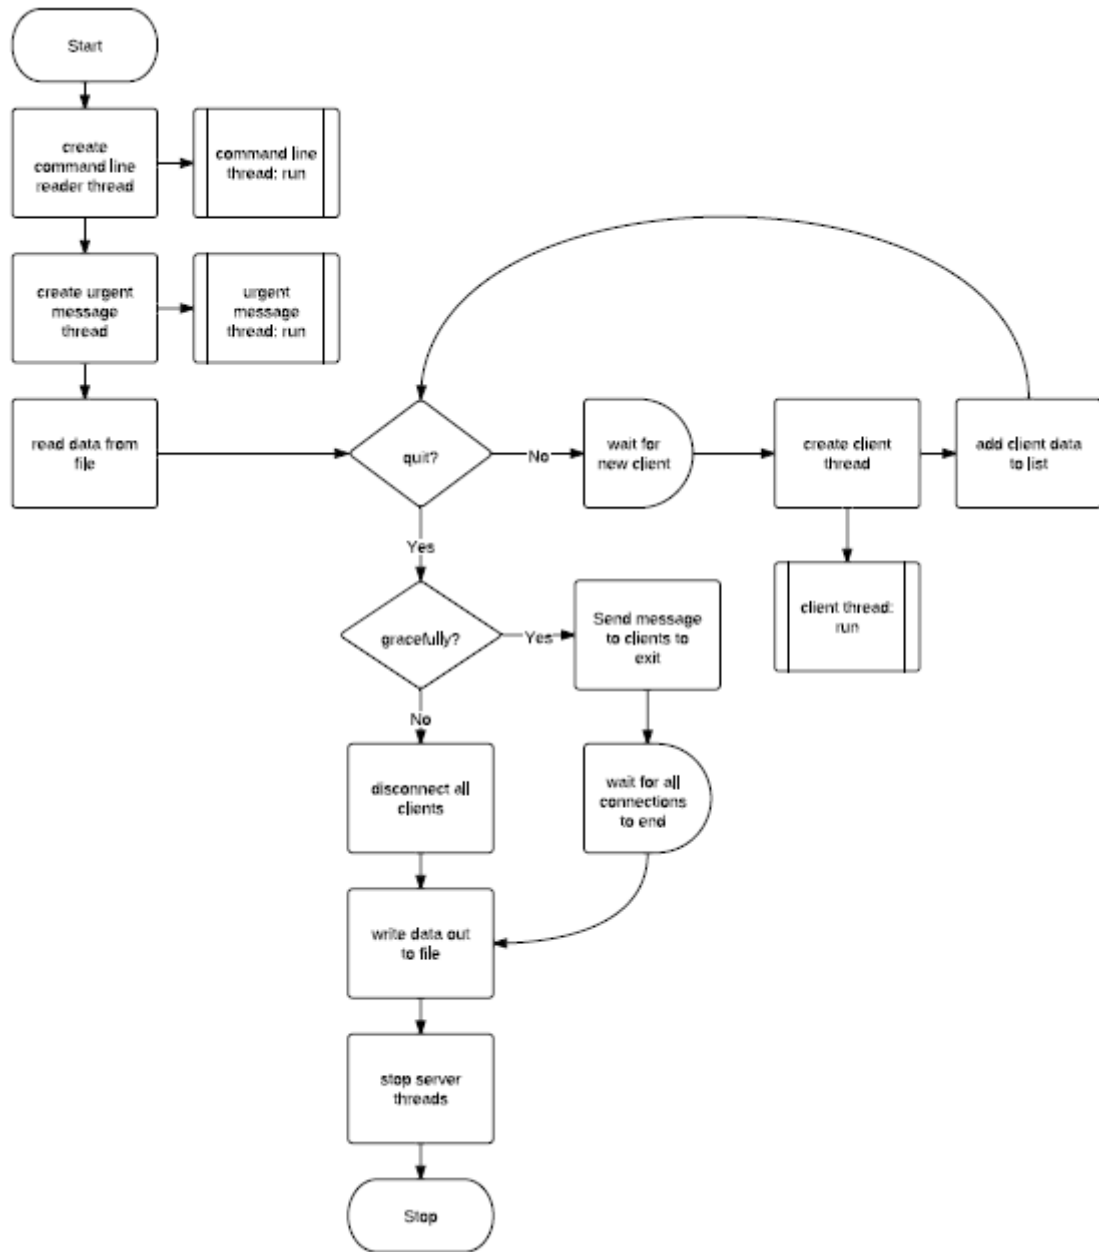 Start
create
command line
reader thread
command line
thread: run
create urgent
message
thread
urgent
message
thread: run
read data from
file
quit?
No
wait for
new client
create client
thread
add client data
to list
Yes
client thread:
run
gracefully?
Yes
Send message
to clients to
exit
No
disconnect all
clients
wait for all
connections
to end
write data out
to file
stop server
threads
Stop